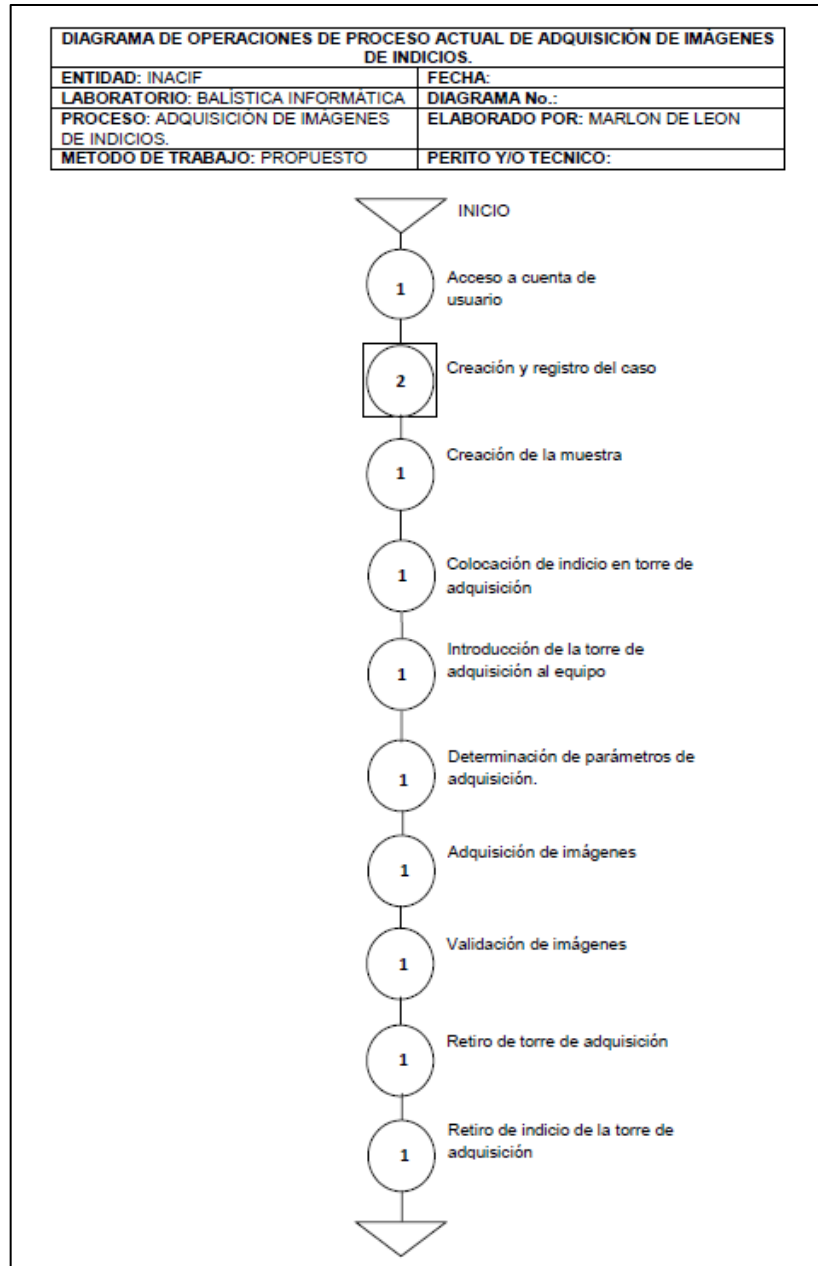 DIAGRAMA DE OPERACIONES DE PROCESO ACTUAL DE ADQUISICIÓN DE IMÁGENES
DE INDICIOS.
ENTIDAD: INACIF
FECHA:
LABORATORIO: BALÍSTICA INFORMÁTICA
DIAGRAMA No.:
PROCESO: ADQUISICIÓN DE IMÁGENES
DE INDICIOS.
ELABORADO POR: MARLON DE LEON
METODO DE TRABAJO: PROPUESTO
PERITO Y/O TECNICO:
INICIO
1
Acceso a cuenta de
usuario
2
Creación y registro del caso
1
Creación de la muestra
1
Colocación de indicio en torre de
adquisición
1
Introducción de la torre de
adquisición al equipo
1
Determinación de parámetros de
adquisición.
1
Adquisición de imágenes
1
Validación de imágenes
1
Retiro de torre de adquisición
1
Retiro de indicio de la torre de
adquisición